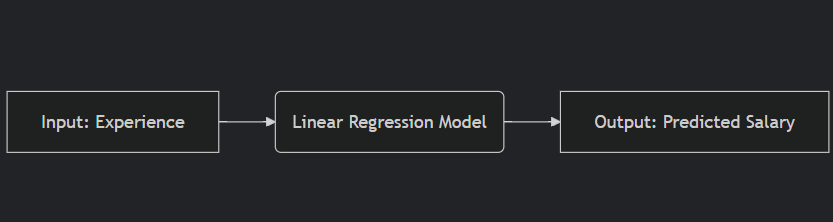 Input: Experience
Linear Regression Model
Output: Predicted Salary